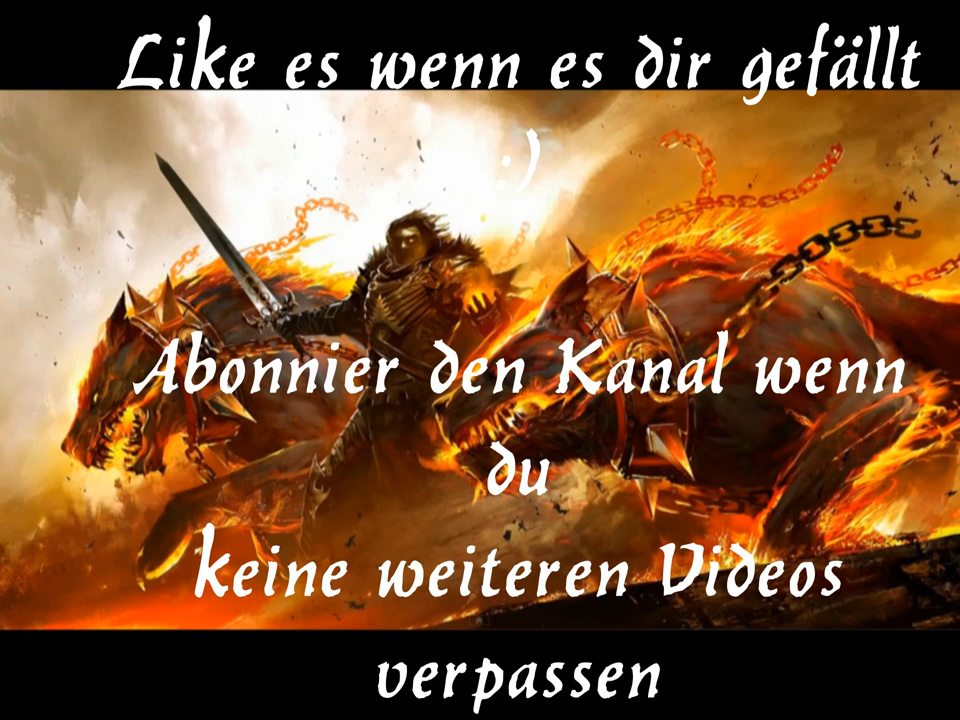 Like es wenn es dir gefällt
:)
Abonnier den Kanal wenn
du
keine weiteren Videos
verpassen